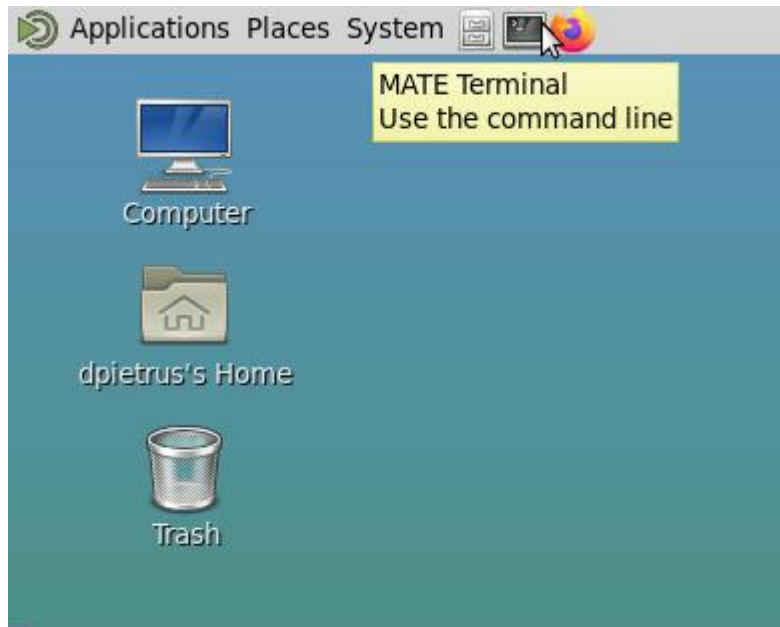 Applications Places System
MATE Terminal
Use the command line
Computer
dpietrus's Home
Trash